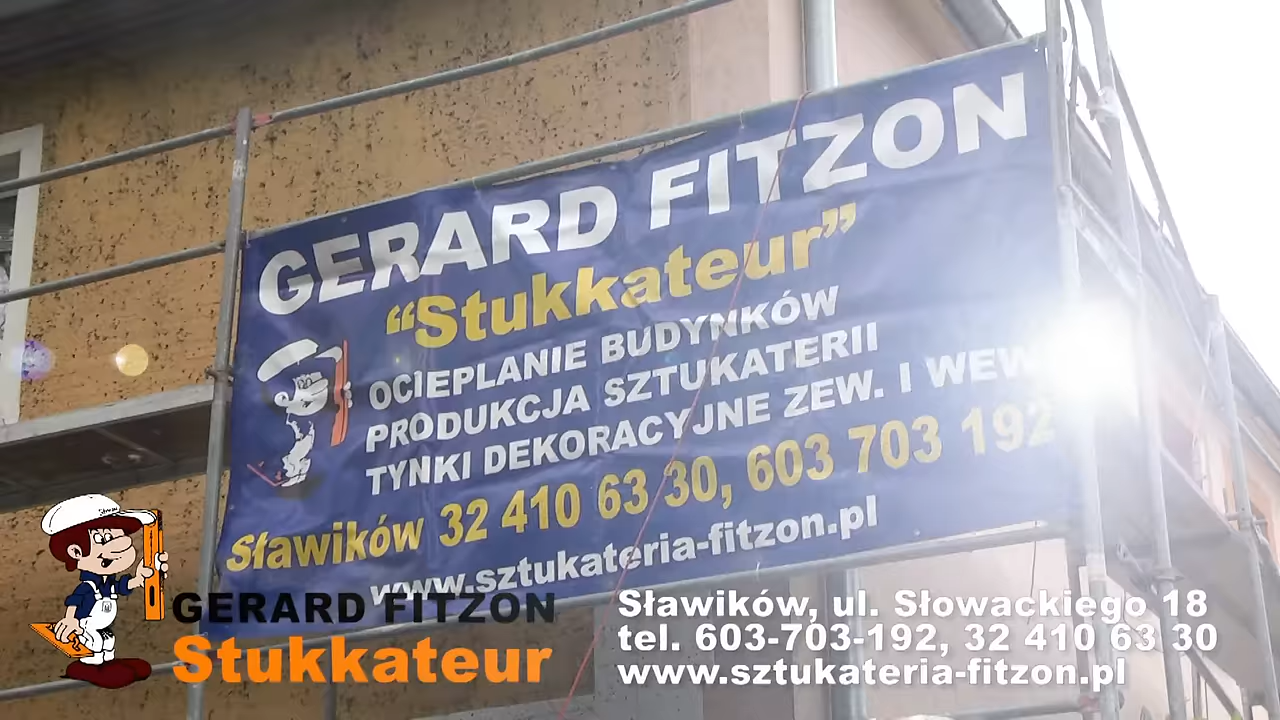 GERARD FITZON
“Stukkateur”
OCIEPLANIE BUDYNKÓW
PRODUKCJA SZTUKATERII
TYNKI DEKORACYJNE ZEW. I WEW
Sławików 32 410 63 30, 603 703 192
www.sztukateria-fitzon.pl
GERARD FITZON
Stukkateur
Sławików, ul. Słowackiego 18
tel. 603-703-192, 32 410 63 30
www.sztukateria-fitzon.pl